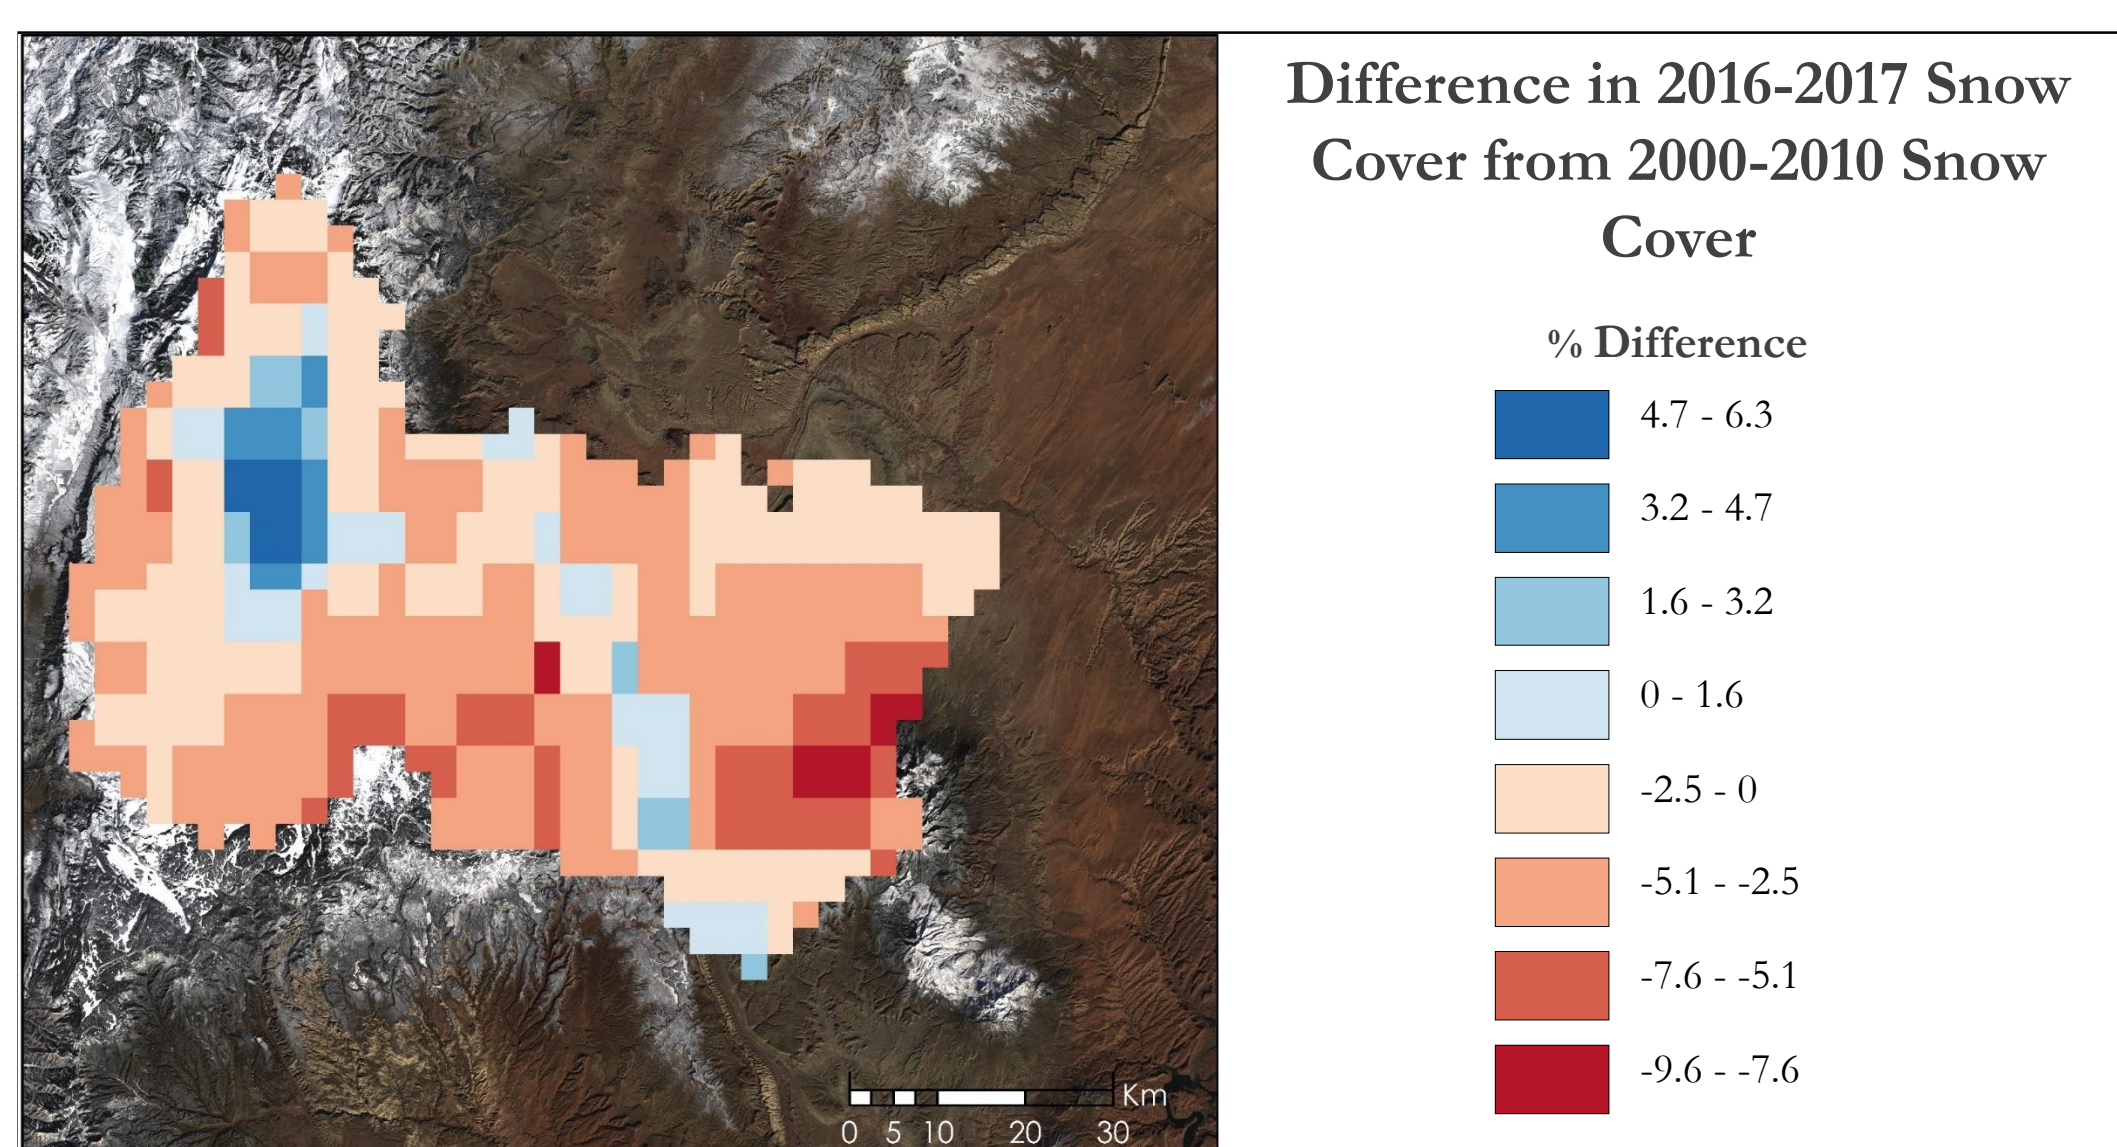 Difference in 2016-2017 Snow
Cover from 2000-2010 Snow
Cover
% Difference
4.7 - 6.3
3.2 - 4.7
1.6 - 3.2
0 - 1.6
-2.5 - 0
-5.1 - -2.5
-7.6 - -5.1
-9.6 - -7.6
Km
0 5 10 20 30